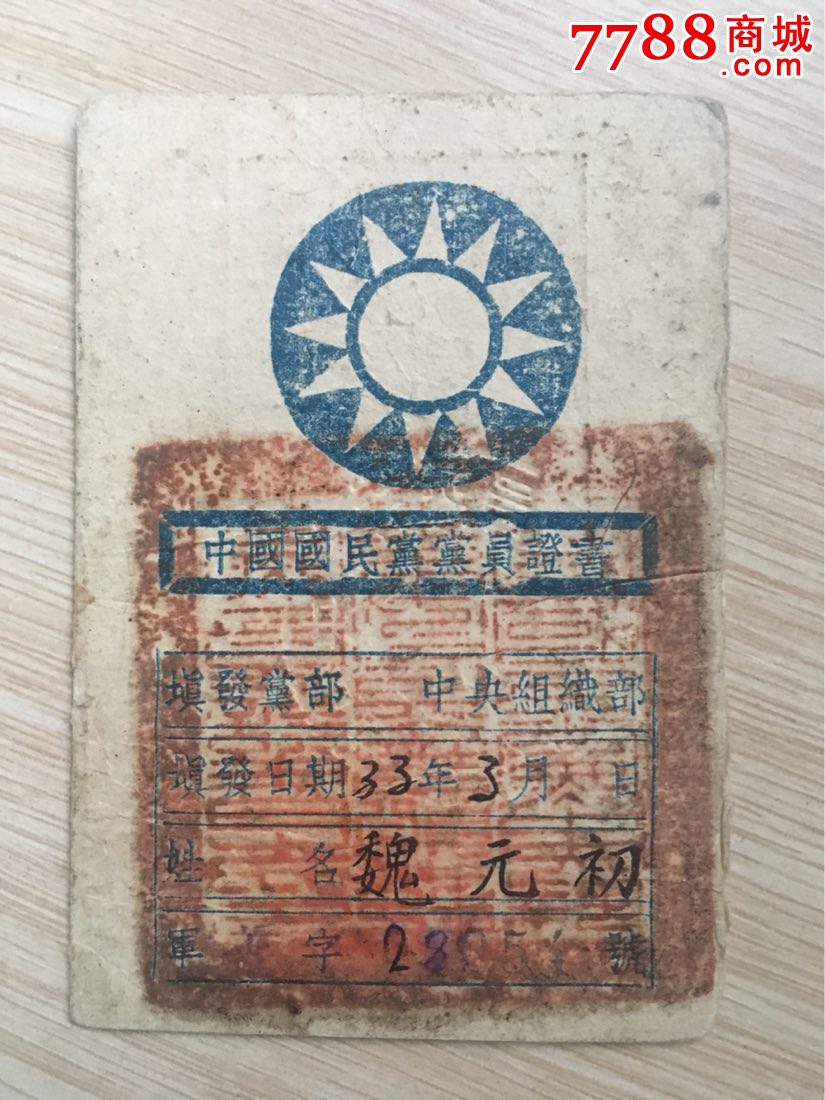 7788商城
.com
中國國民黨黨員證書
填發黨部 中央組織部
填發日期33年3月 日
姓 名 魏元初
軍 字 號